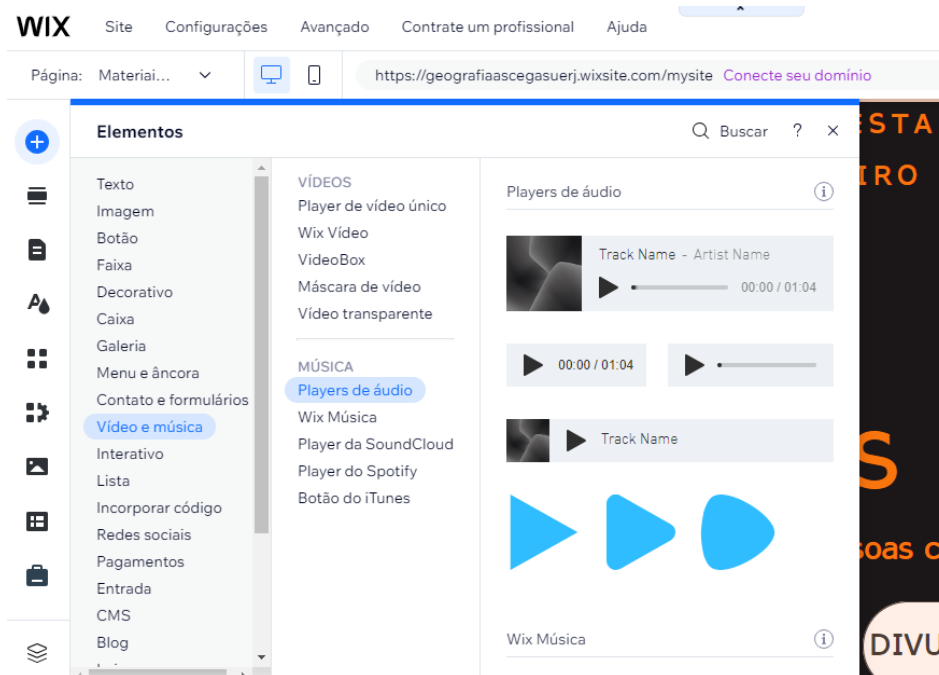 WIX Site Configurações Avançado Contrate um profissional Ajuda
Página: Materiai... https://geografiaascegasuerj.wixsite.com/mysite Conecte seu domínio
Elementos
Buscar ?
Texto
Imagem
Botão
Faixa
Decorativo
Caixa
Galeria
Menu e âncora
Contato e formulários
Vídeo e música
Interativo
Lista
Incorporar código
Redes sociais
Pagamentos
Entrada
CMS
Blog
VÍDEOS
Player de vídeo único
Wix Vídeo
VideoBox
Máscara de vídeo
Vídeo transparente
MÚSICA
Players de áudio
Wix Música
Player da SoundCloud
Player do Spotify
Botão do iTunes
Players de áudio
Track Name - Artist Name
00:00 / 01:04
00:00 / 01:04
Track Name
Wix Música
ESTA
IRO
S
soas c
DIVU